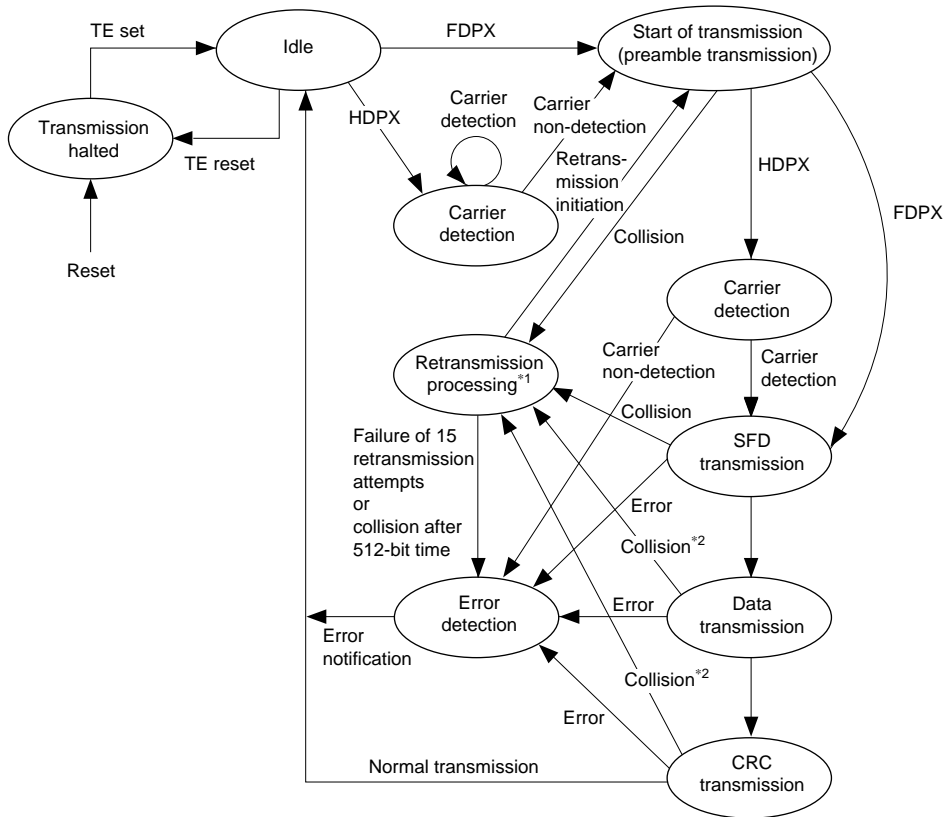 TE set
Idle
FDPX
Start of transmission
(preamble transmission)
Transmission
halted
TE reset
Reset
HDPX
Carrier
detection
Carrier
detection
Carrier
non-detection
Retrans-
mission
initiation
Collision
HDPX
FDPX
Carrier
detection
Carrier
non-detection
Carrier
detection
Retransmission
processing*1
Collision
SFD
transmission
Failure of 15
retransmission
attempts
or
collision after
512-bit time
Error
Collision*2
Error
detection
Error
Data
transmission
Error
notification
Collision*2
Error
Normal transmission
CRC
transmission